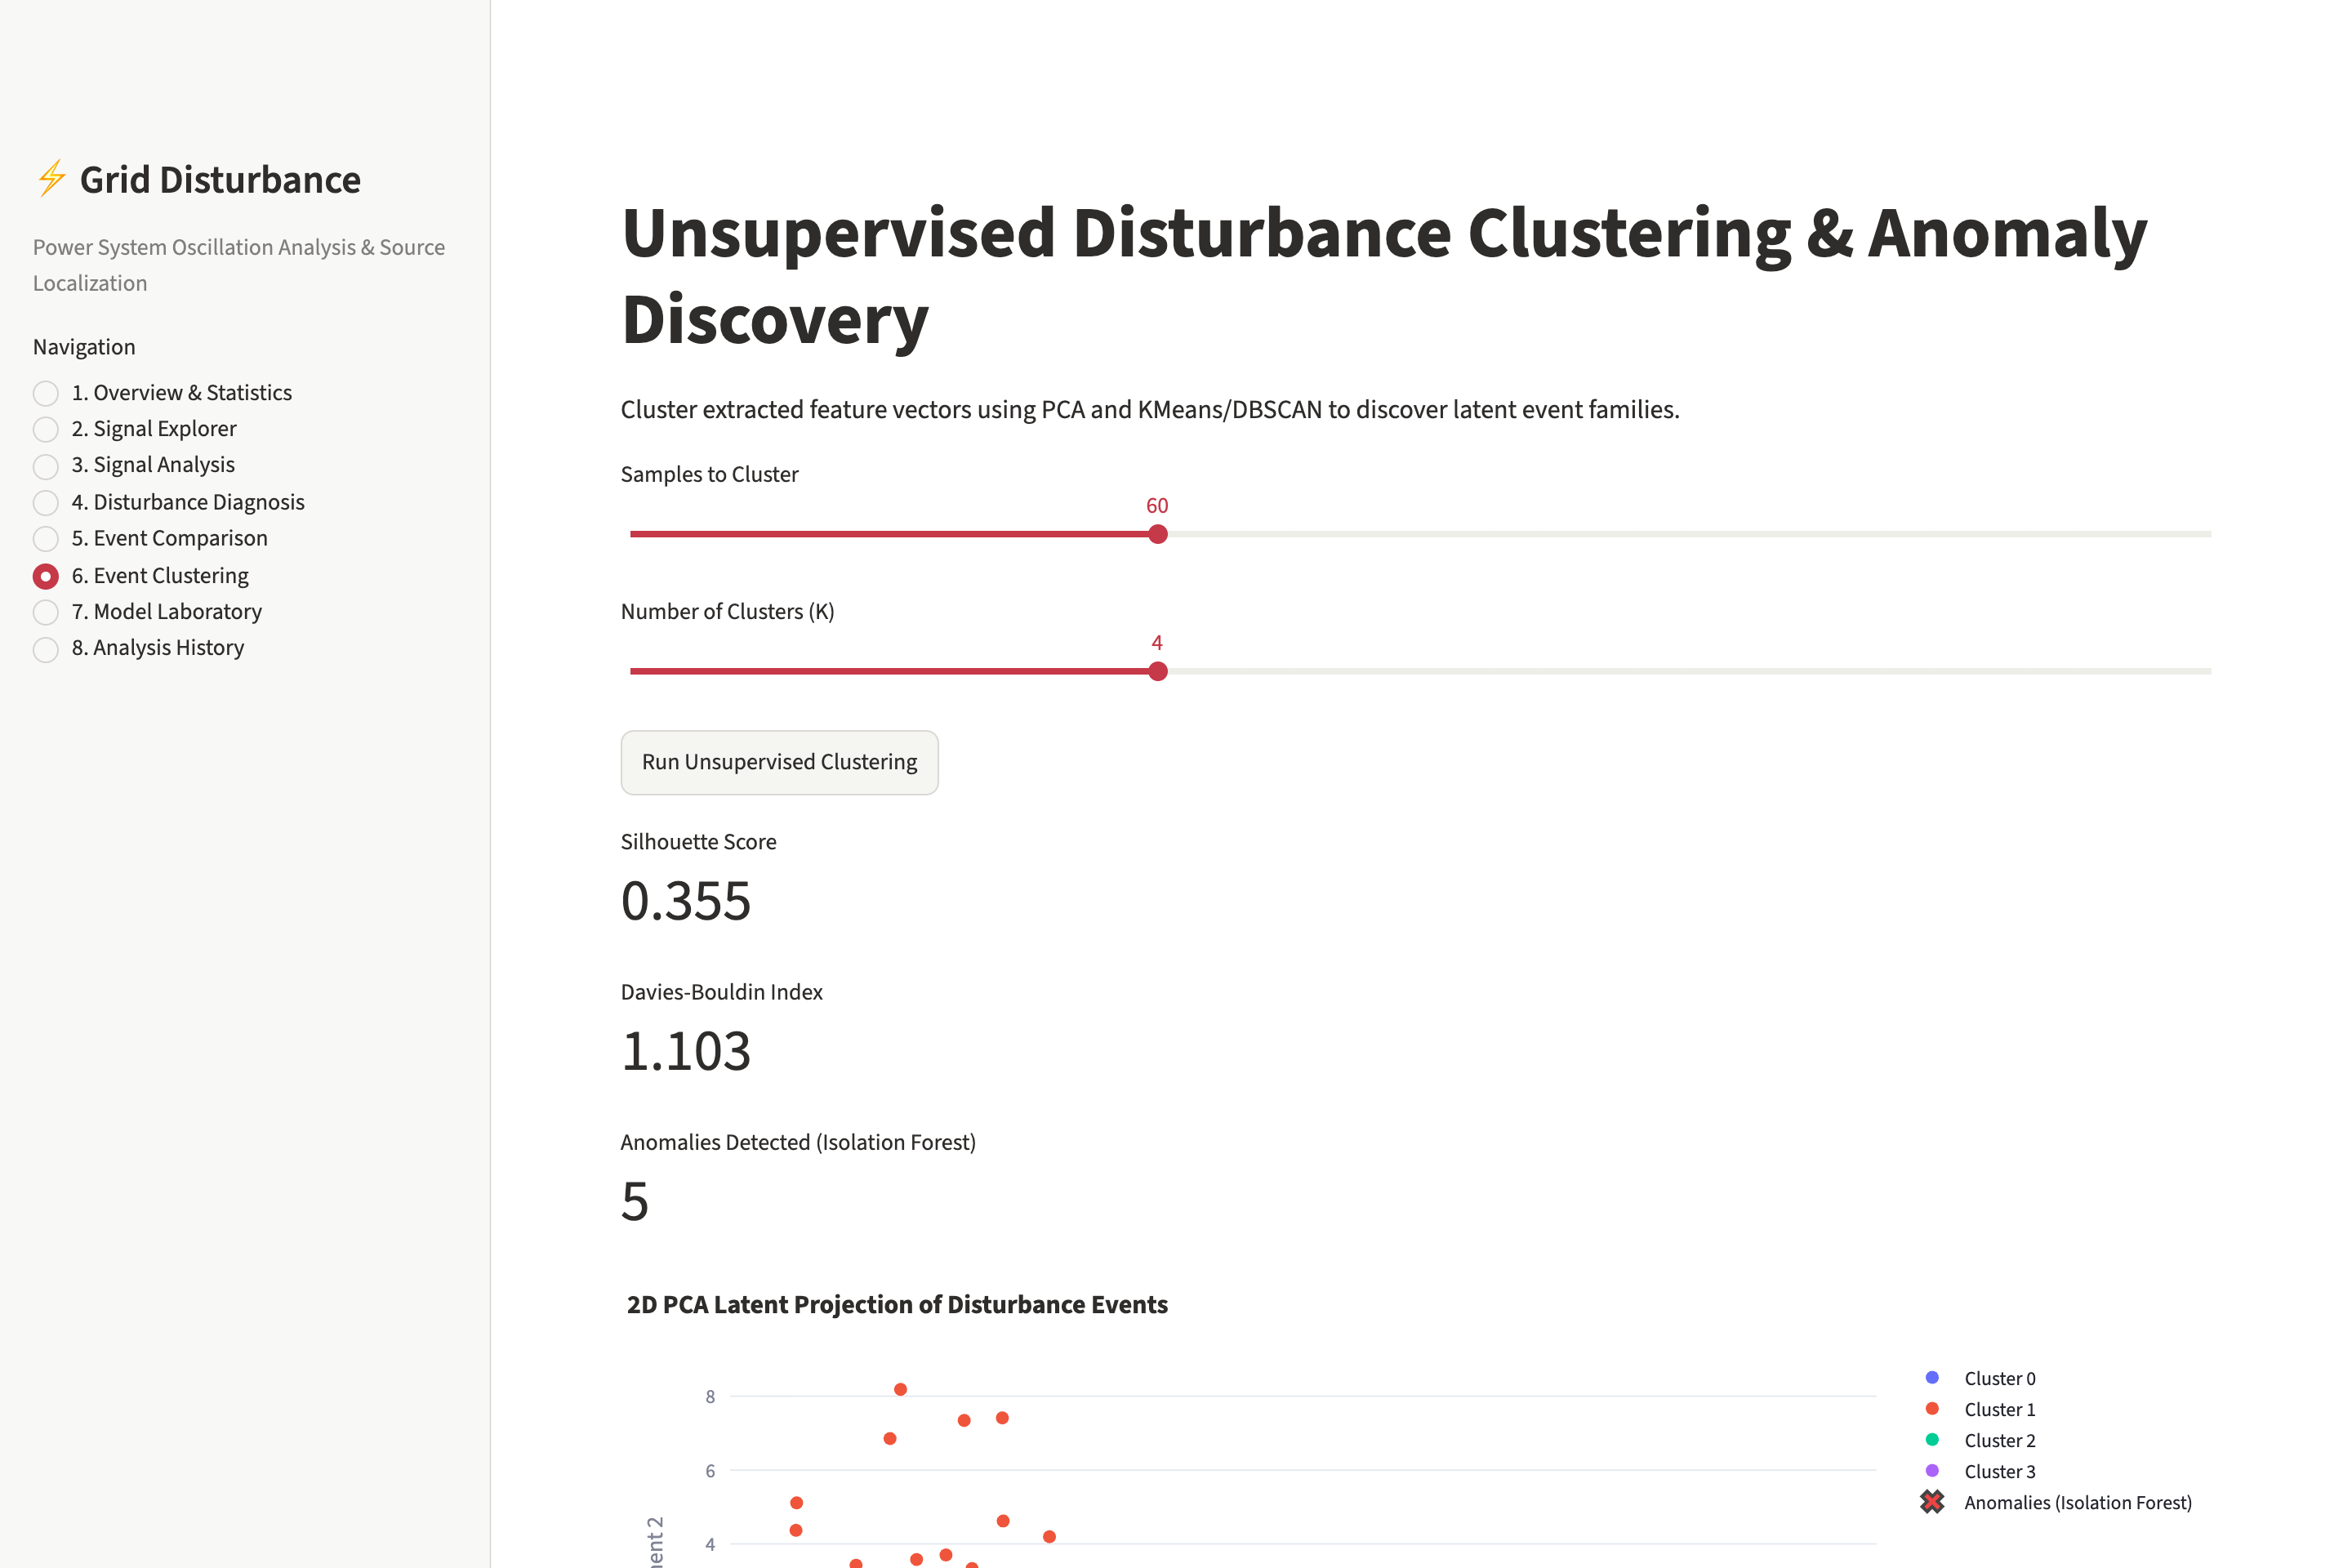 ⚡ Grid Disturbance
Power System Oscillation Analysis & Source
Localization
Navigation
1. Overview & Statistics
2. Signal Explorer
3. Signal Analysis
4. Disturbance Diagnosis
5. Event Comparison
6. Event Clustering
7. Model Laboratory
8. Analysis History
Unsupervised Disturbance Clustering & Anomaly
Discovery
Cluster extracted feature vectors using PCA and KMeans/DBSCAN to discover latent event families.
Samples to Cluster
60
Number of Clusters (K)
4
Run Unsupervised Clustering
Silhouette Score
0.355
Davies-Bouldin Index
1.103
Anomalies Detected (Isolation Forest)
5
2D PCA Latent Projection of Disturbance Events
8
6
4
Cluster 0
Cluster 1
Cluster 2
Cluster 3
Anomalies (Isolation Forest)